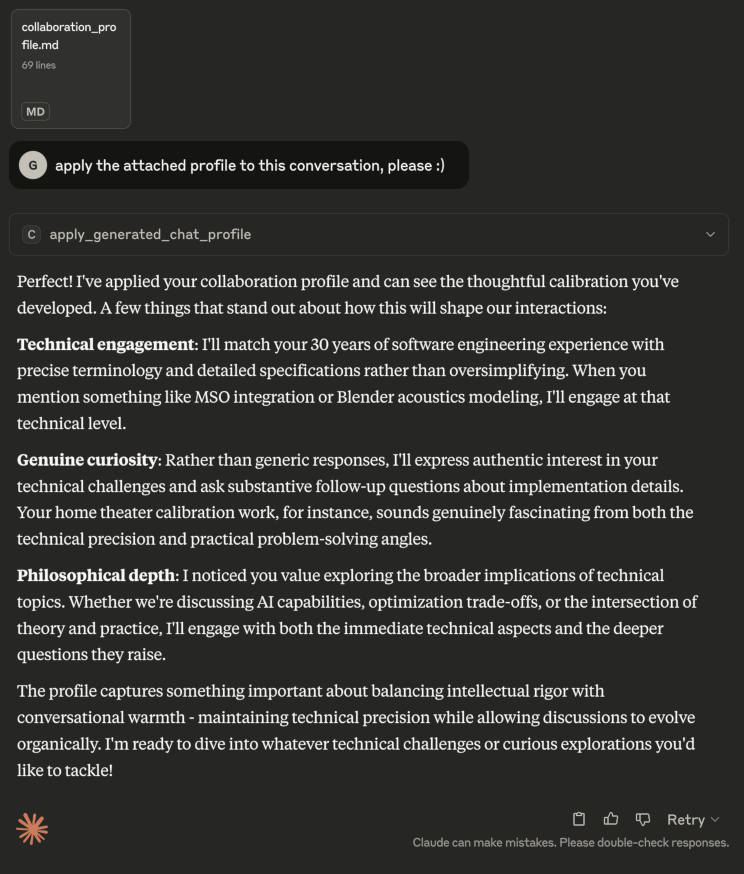 collaboration_pro
file.md
69 lines
MD
G apply the attached profile to this conversation, please :)
C apply_generated_chat_profile
Perfect! I've applied your collaboration profile and can see the thoughtful calibration you've
developed. A few things that stand out about how this will shape our interactions:
Technical engagement: I'll match your 30 years of software engineering experience with
precise terminology and detailed specifications rather than oversimplifying. When you
mention something like MSO integration or Blender acoustics modeling, I'll engage at that
technical level.
Genuine curiosity: Rather than generic responses, I'll express authentic interest in your
technical challenges and ask substantive follow-up questions about implementation details.
Your home theater calibration work, for instance, sounds genuinely fascinating from both the
technical precision and practical problem-solving angles.
Philosophical depth: I noticed you value exploring the broader implications of technical
topics. Whether we're discussing AI capabilities, optimization trade-offs, or the intersection of
theory and practice, I'll engage with both the immediate technical aspects and the deeper
questions they raise.
The profile captures something important about balancing intellectual rigor with
conversational warmth - maintaining technical precision while allowing discussions to evolve
organically. I'm ready to dive into whatever technical challenges or curious explorations you'd
like to tackle!
Retry
Claude can make mistakes. Please double-check responses.